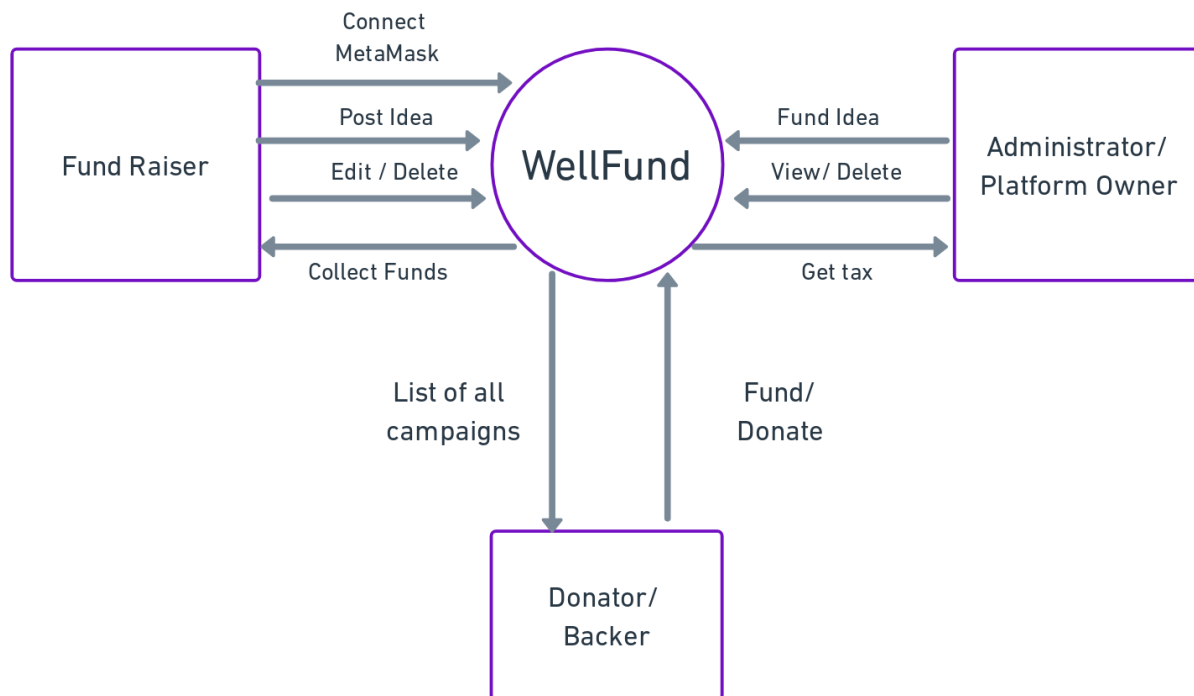 Connect
MetaMask
Post Idea
Fund Raiser
Edit / Delete
Collect Funds
WellFund
Fund Idea
View/ Delete
Get tax
Administrator/
Platform Owner
List of all
campaigns
Fund/
Donate
Donator/
Backer